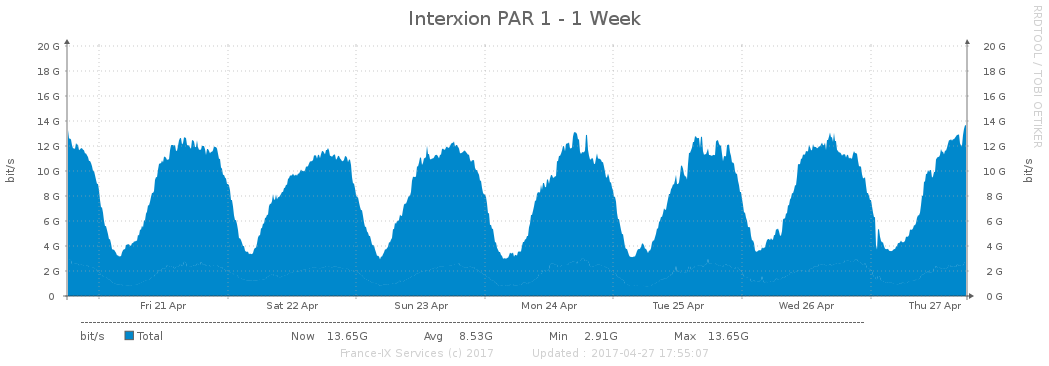 Interxion PAR 1 - 1 Week
RRDTOOL / TOBI OETIKER
20 G 20 G
18 G 18 G
16 G 16 G
14 G 14 G
12 G 12 G
10 G 10 G
8 G 8 G
6 G 6 G
4 G 4 G
2 G 2 G
0 0 G
bit/s
bit/s
Fri 21 Apr Sat 22 Apr Sun 23 Apr Mon 24 Apr Tue 25 Apr Wed 26 Apr Thu 27 Apr
bit/s Total Now 13.65G Avg 8.53G Min 2.91G Max 13.65G
France-IX Services (c) 2017 Updated : 2017-04-27 17:55:07